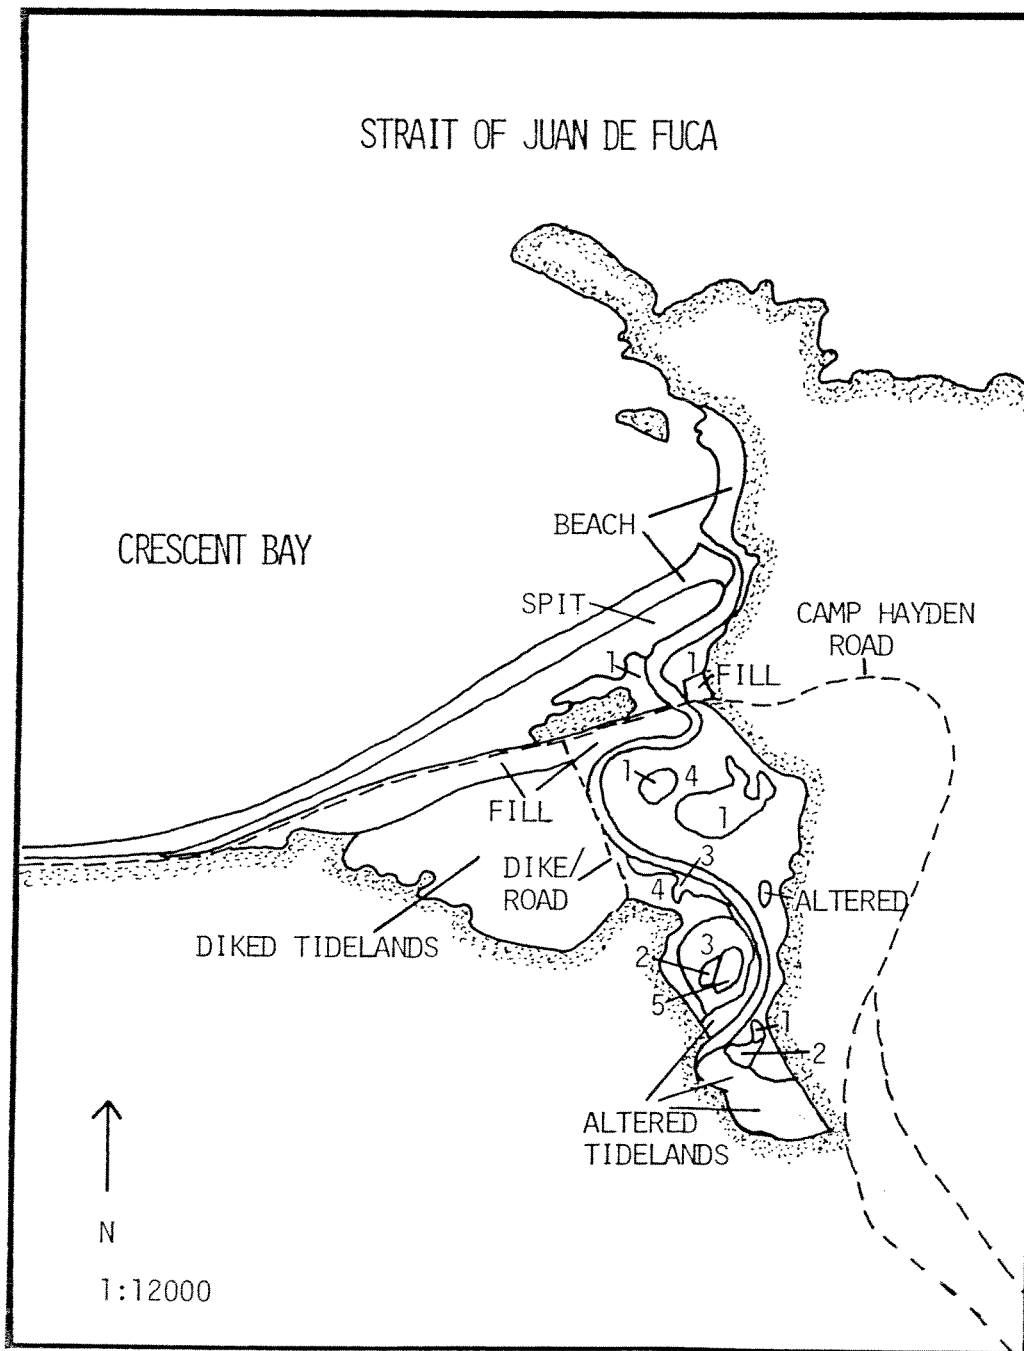 STRAIT OF JUAN DE FUCA
BEACH
CRESCENT BAY
SPIT
CAMP HAYDEN
ROAD
1
1
FILL
1
4
1
FILL
3
DIKE/
ROAD
4
ALTERED
DIKED TIDELANDS
3
2
5
1
2
ALTERED
TIDELANDS
N
1:12000